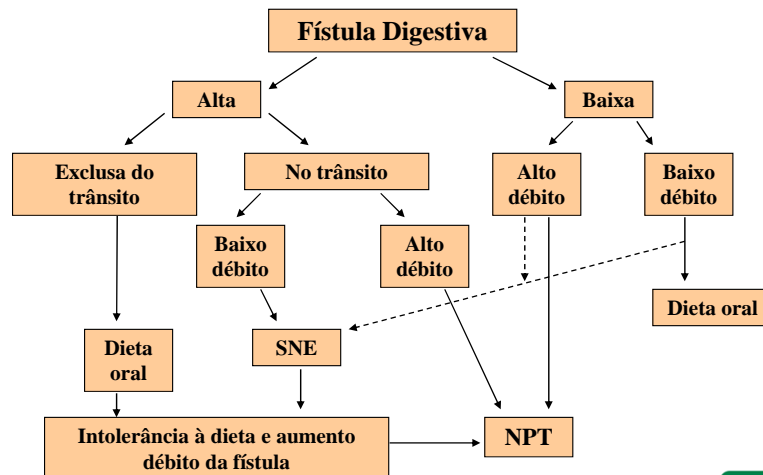 Fístula Digestiva
Alta
Baixa
Exclusa do
trânsito
No trânsito
Alto
débito
Baixo
débito
Baixo
débito
Alto
débito
Dieta oral
Dieta
oral
SNE
Intolerância à dieta e aumento
débito da fístula
NPT